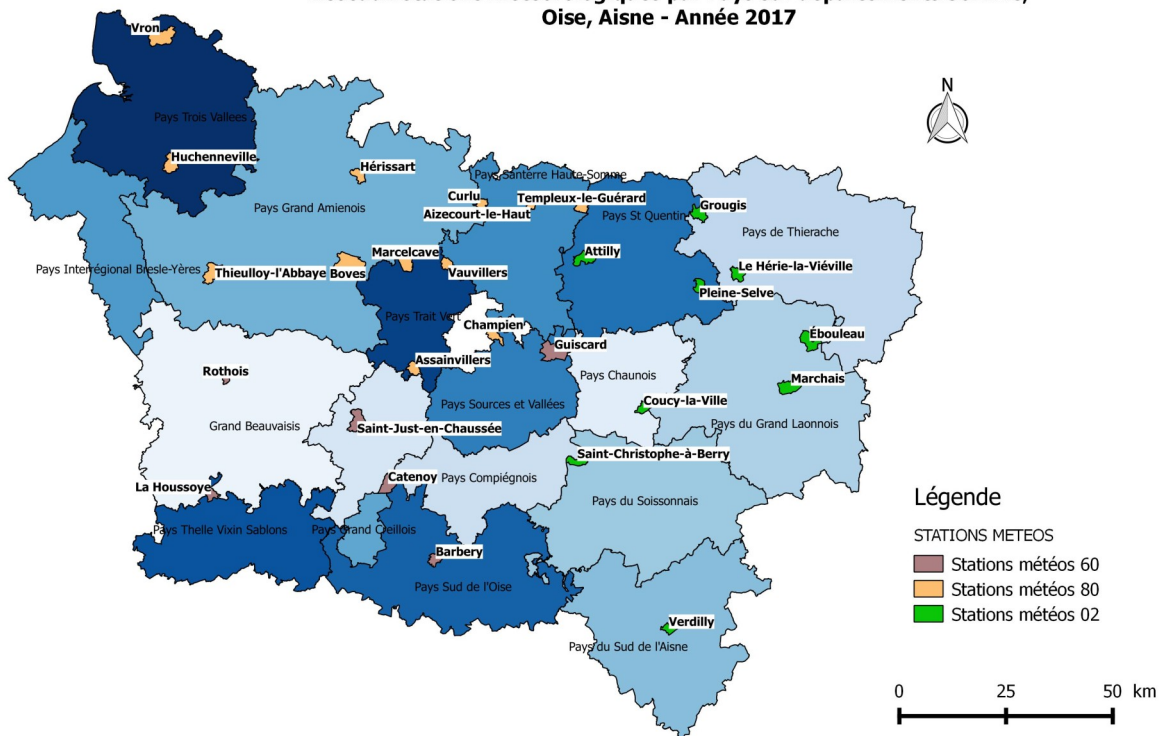 Oise, Aisne - Année 2017
Vron
N
Pays Trois Vallees
Huchenneville
Hérissart
Pays Santerre Haute-Somme
Curlu
Templeux-le-Guérard
Pays Grand Amienois
Aizecourt-le-Haut
Pays St Quentin
Grougis
Pays de Thierache
Marcelcave
Attilly
Pays Interrégional Bresle-Yères
Thieulloy-l'Abbaye
Boves
Vauvillers
Le Hérie-la-Viéville
Pleine-Selve
Pays Trait Vert
Champien
Ébouleau
Guiscard
Assainvillers
Rothois
Pays Chaunois
Marchais
Pays Sources et Vallées
Coucy-la-Ville
Grand Beauvaisis
Saint-Just-en-Chaussée
Pays du Grand Laonnois
Saint-Christophe-à-Berry
La Houssoye
Catenoy
Pays Compiégnois
Pays du Soissonnais
Pays Thelle Vixin Sablons
Pays Grand Creillois
Barbery
Pays Sud de l'Oise
Verdilly
Pays du Sud de l'Aisne
Légende
STATIONS METEOS
Stations météos 60
Stations météos 80
Stations météos 02
0 25 50 km